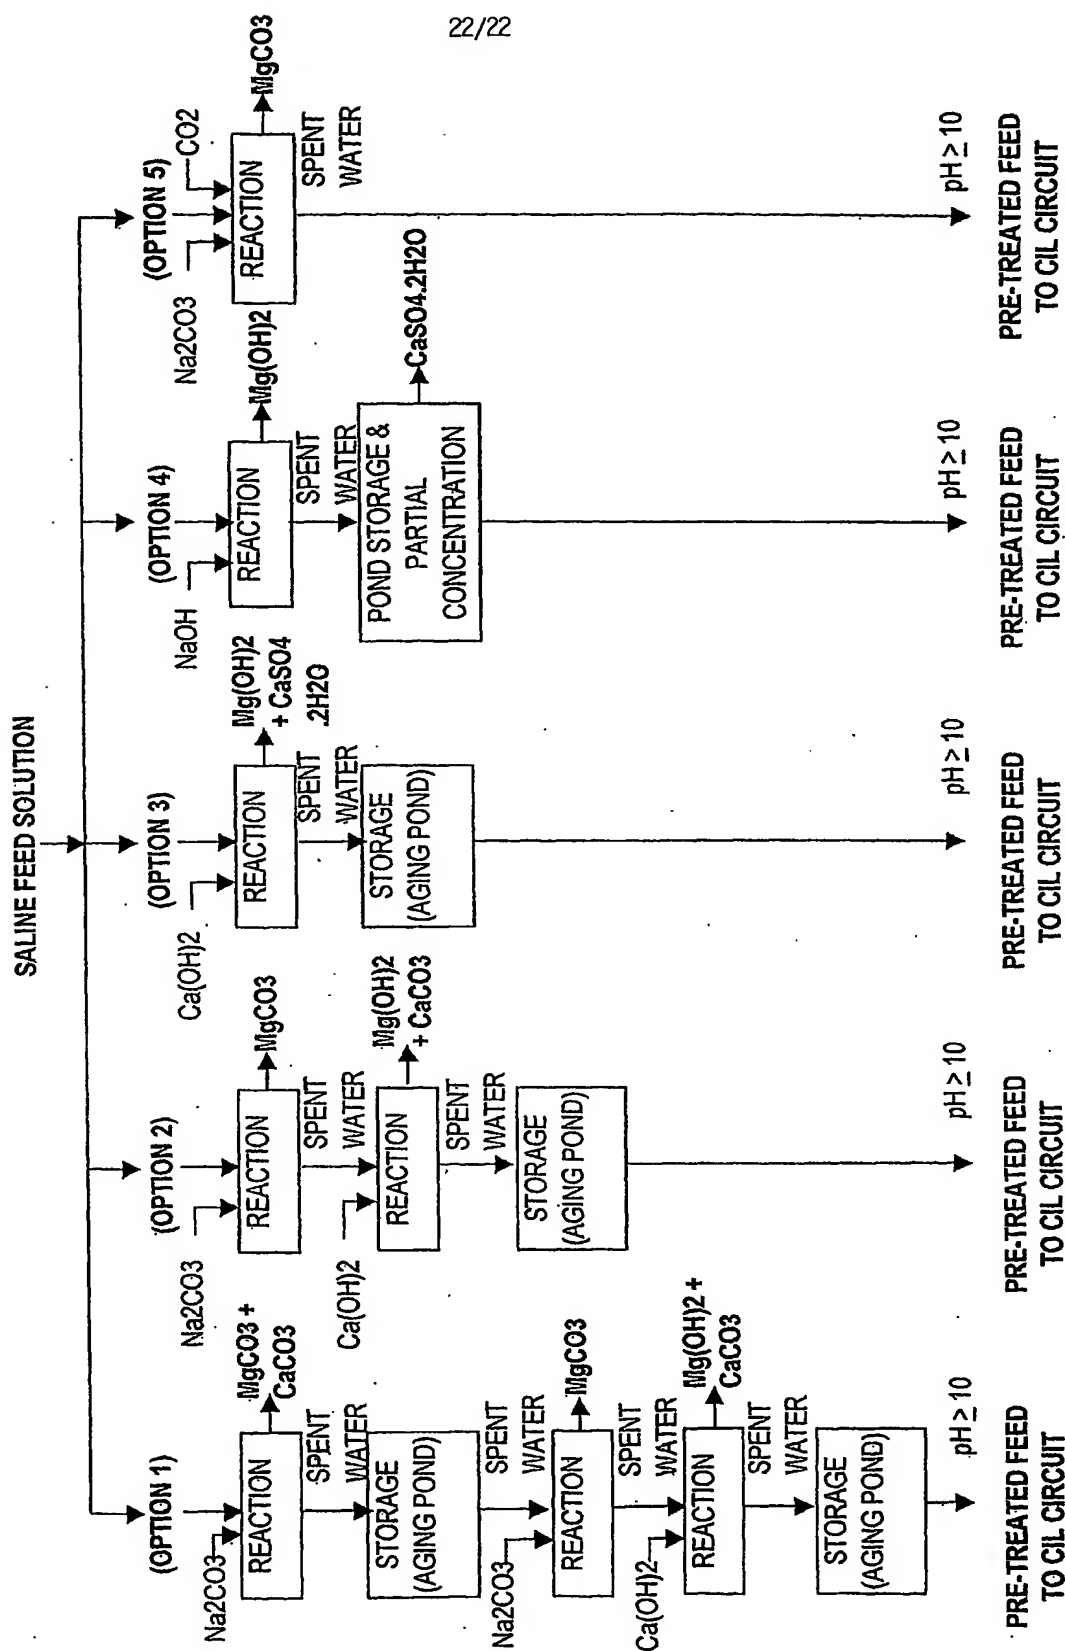 22/22
SALINE FEED SOLUTION
(OPTION 1)
Na2CO3
REACTION
MgCO3 +
CaCO3
SPENT
WATER
STORAGE
(AGING POND)
SPENT
WATER
Na2CO3
REACTION
MgCO3
SPENT
WATER
Ca(OH)2
REACTION
Mg(OH)2 +
CaCO3
SPENT
WATER
STORAGE
(AGING POND)
pH ≥ 10
PRE-TREATED FEED
TO CIL CIRCUIT
(OPTION 2)
Na2CO3
REACTION
MgCO3
SPENT
WATER
Ca(OH)2
REACTION
Mg(OH)2
+ CaCO3
SPENT
WATER
STORAGE
(AGING POND)
pH ≥ 10
PRE-TREATED FEED
TO CIL CIRCUIT
(OPTION 3)
Ca(OH)2
REACTION
Mg(OH)2
+ CaSO4
.2H2O
SPENT
WATER
STORAGE
(AGING POND)
pH ≥ 10
PRE-TREATED FEED
TO CIL CIRCUIT
(OPTION 4)
NaOH
REACTION
Mg(OH)2
SPENT
WATER
POND STORAGE &
PARTIAL
CONCENTRATION
CaSO4.2H2O
pH ≥ 10
PRE-TREATED FEED
TO CIL CIRCUIT
(OPTION 5)
Na2CO3
CO2
REACTION
MgCO3
SPENT
WATER
pH ≥ 10
PRE-TREATED FEED
TO CIL CIRCUIT